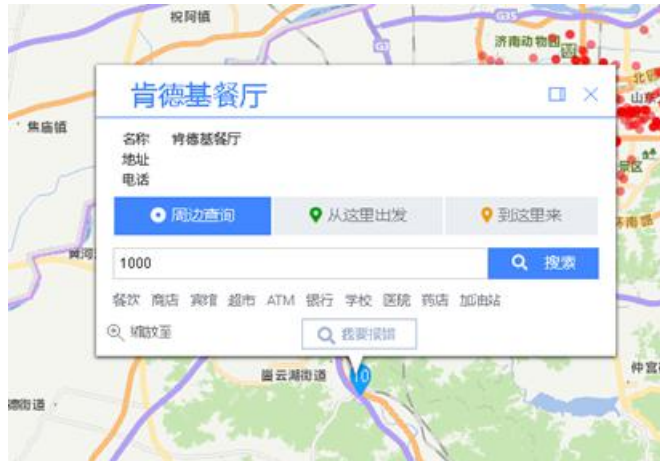 祝阿镇
G35
G3
济南动物园
焦庙镇
肯德基餐厅
名称 肯德基餐厅
地址
电话
周边查询 从这里出发 到这里来
1000 搜索
餐饮 商店 宾馆 超市 ATM 银行 学校 医院 药店 加油站
缩放至 我要报错
崮云湖街道 10